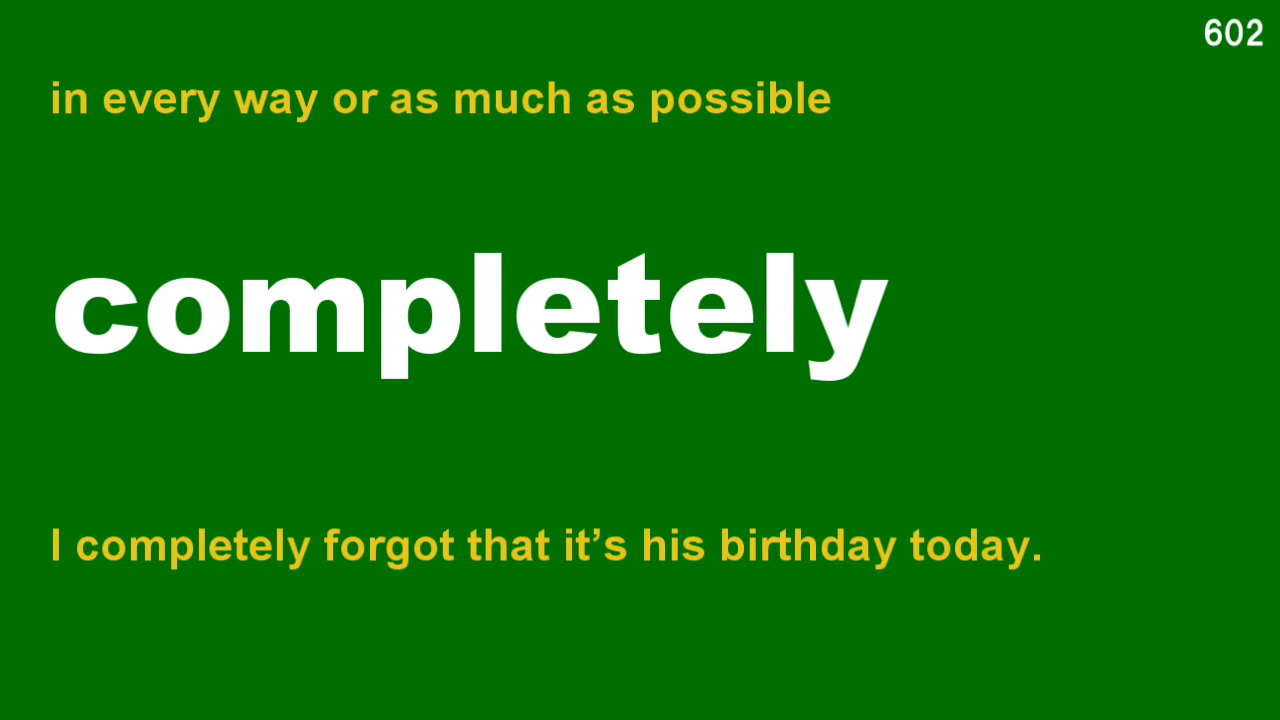 602
in every way or as much as possible
completely
I completely forgot that it’s his birthday today.